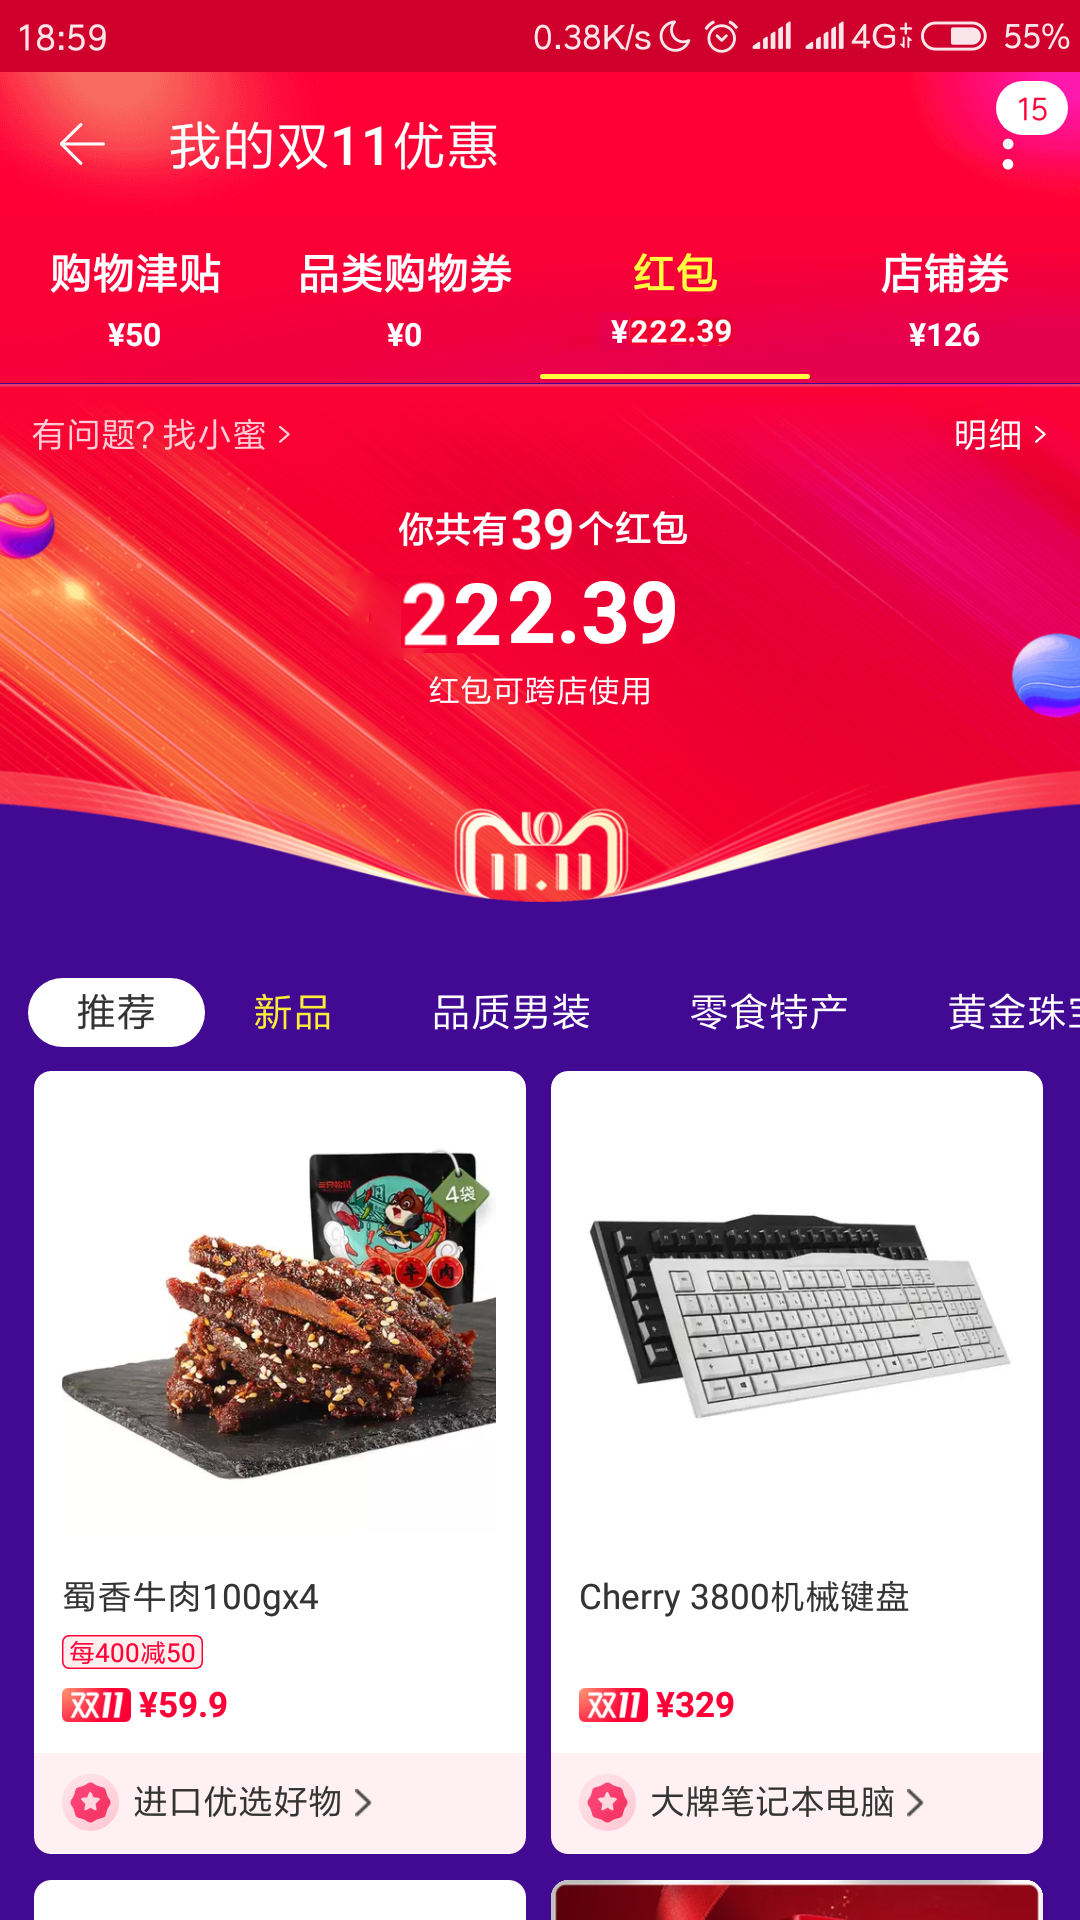 18:59
0.38K/s 4G 55%
15
我的双11优惠
购物津贴 品类购物券 红包 店铺券
¥50 ¥0 ¥222.39 ¥126
有问题?找小蜜
明细
你共有39个红包
222.39
红包可跨店使用
11.11
推荐 新品 品质男装 零食特产 黄金珠宝
4袋
牛肉
蜀香牛肉100gx4
每400减50
双11 ¥59.9
进口优选好物
Cherry 3800机械键盘
双11 ¥329
大牌笔记本电脑